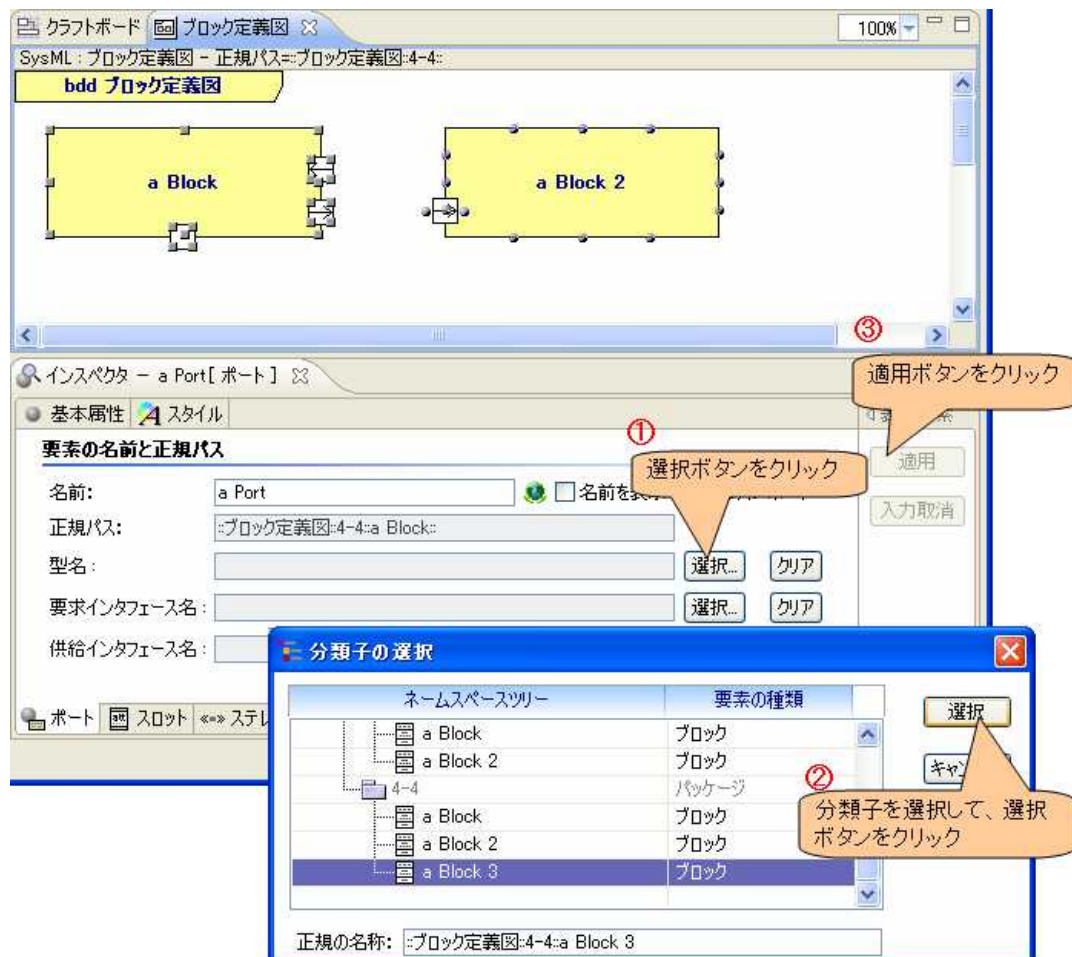 クラフトボード ブロック定義図
100%
SysML : ブロック定義図 - 正規パス=::ブロック定義図::4-4::
bdd ブロック定義図
a Block
a Block 2
③
インスペクタ - a Port[ ポート ]
適用ボタンをクリック
基本属性 スタイル
①
要素の名前と正規パス
選択ボタンをクリック
適用
名前: a Port
入力取消
正規パス: ::ブロック定義図::4-4::a Block::
型名: 選択... クリア
要求インタフェース名: 選択... クリア
供給インタフェース名:
分類子の選択
ネームスペースツリー 要素の種類
選択
ポート スロット «=»
a Block ブロック
a Block 2 ブロック
②
4-4 パッケージ
分類子を選択して、選択
ボタンをクリック
a Block ブロック
a Block 2 ブロック
a Block 3 ブロック
正規の名称: ::ブロック定義図::4-4::a Block 3